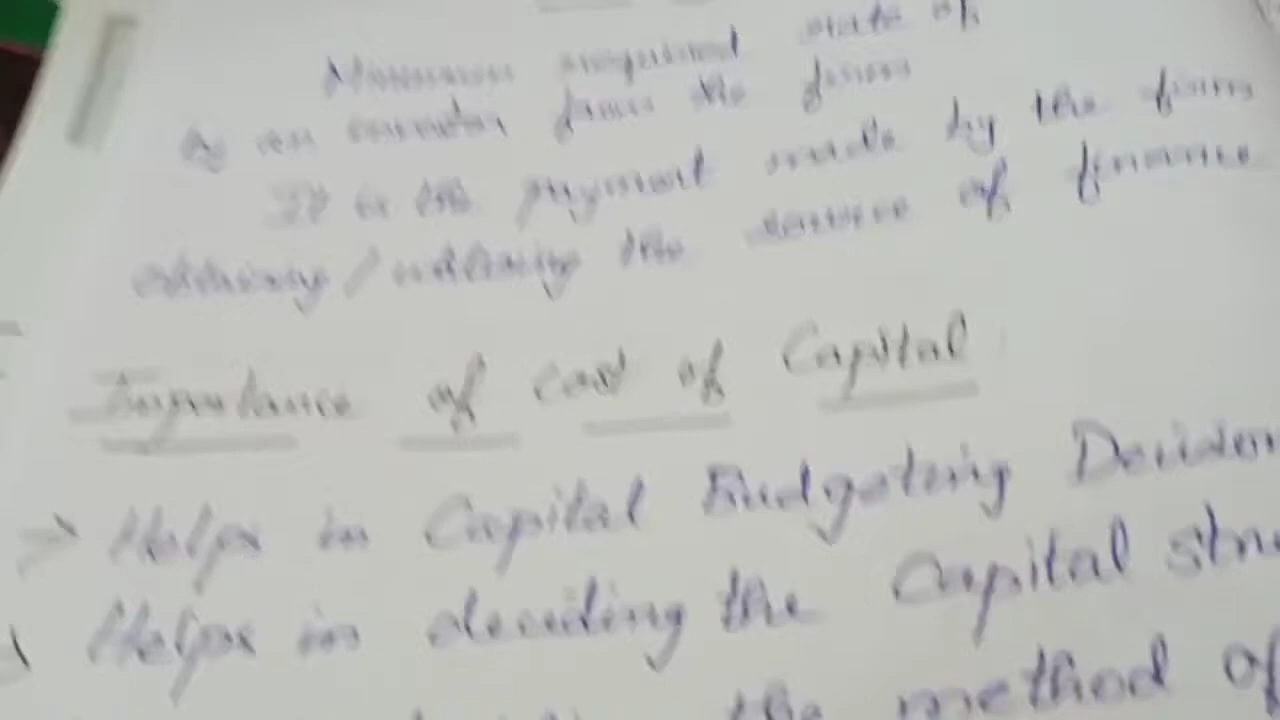 Minimum required rate of
by an investor from the firm
It is the payment made by the firm
obtaining/utilising the source of finance
Importance of cost of Capital
Helps in Capital Budgeting Decision
Helps in deciding the Capital stru
the method of